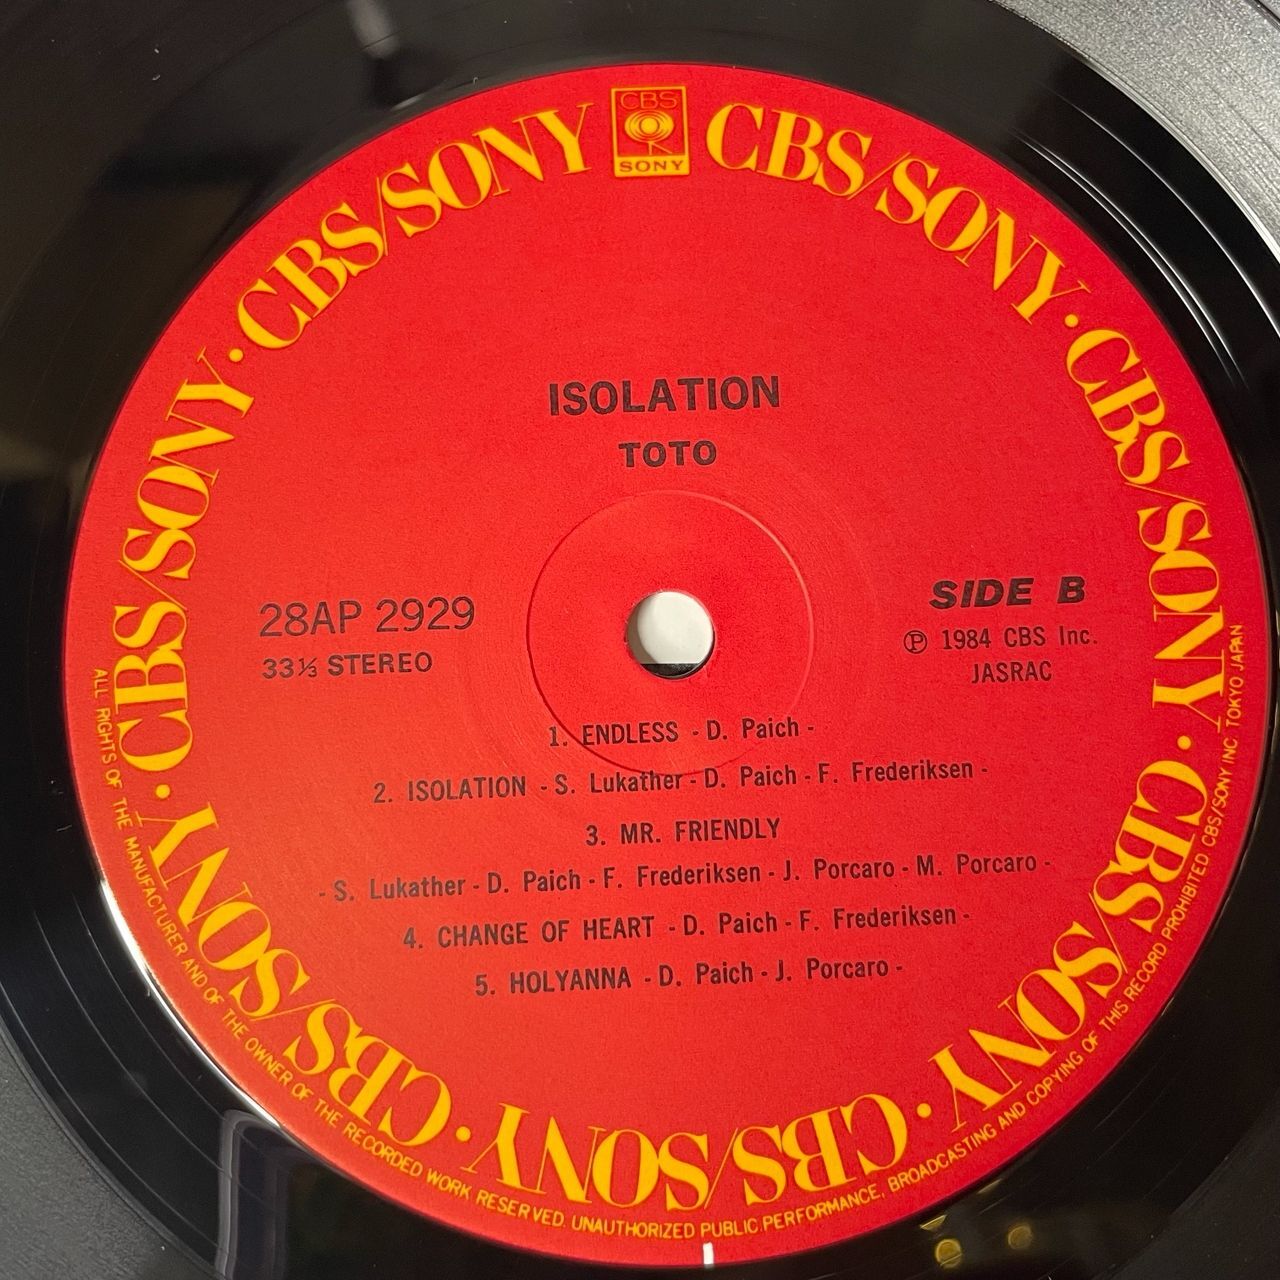 CBS
SONY
CBS/SONY · CBS/SONY · CBS/SONY · CBS/SONY · CBS/SONY · CBS/SONY · CBS/SONY · CBS/SONY
ISOLATION
TOTO
28AP 2929
33⅓ STEREO
SIDE B
Ⓟ 1984 CBS Inc.
JASRAC
1. ENDLESS - D. Paich -
2. ISOLATION - S. Lukather - D. Paich - F. Frederiksen -
3. MR. FRIENDLY
- S. Lukather - D. Paich - F. Frederiksen - J. Porcaro - M. Porcaro -
4. CHANGE OF HEART - D. Paich - F. Frederiksen -
5. HOLYANNA - D. Paich - J. Porcaro -
ALL RIGHTS OF THE MANUFACTURER AND OF THE OWNER OF THE RECORDED WORK RESERVED. UNAUTHORIZED PUBLIC PERFORMANCE, BROADCASTING AND COPYING OF THIS RECORD PROHIBITED CBS/SONY INC. TOKYO JAPAN